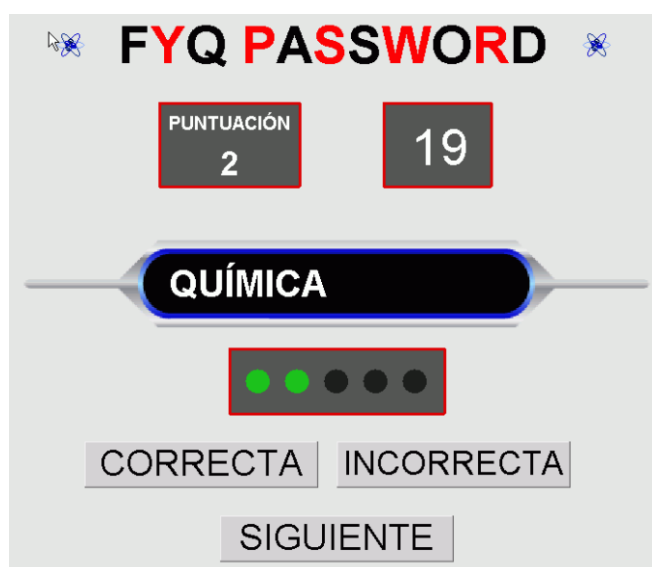 FYQ PASSWORD
PUNTUACIÓN
2
19
QUÍMICA
CORRECTA
INCORRECTA
SIGUIENTE